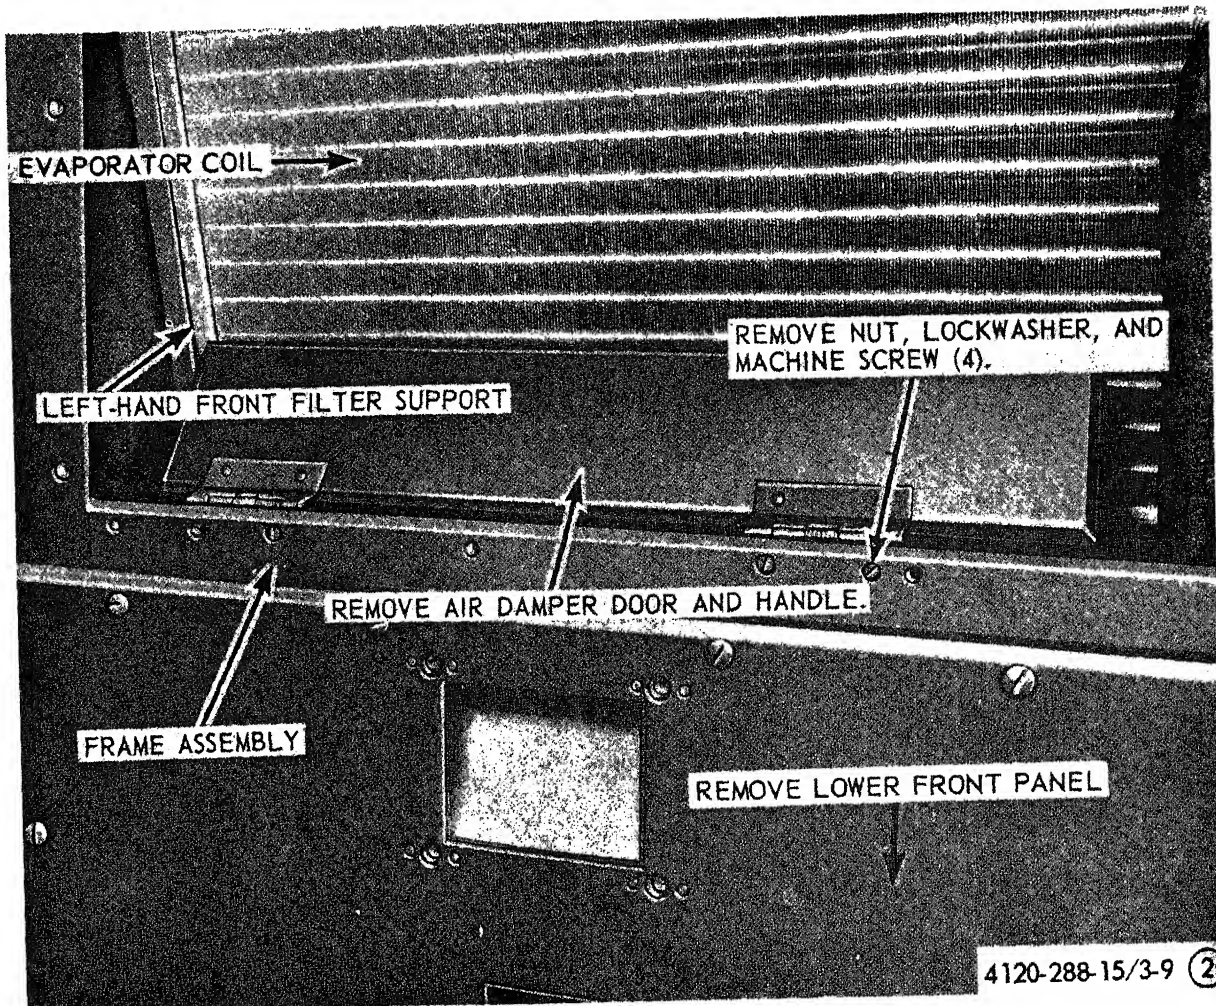 EVAPORATOR COIL
REMOVE NUT, LOCKWASHER, AND
MACHINE SCREW (4).
LEFT-HAND FRONT FILTER SUPPORT
REMOVE AIR DAMPER DOOR AND HANDLE.
FRAME ASSEMBLY
REMOVE LOWER FRONT PANEL
4120-288-15/3-9 ②